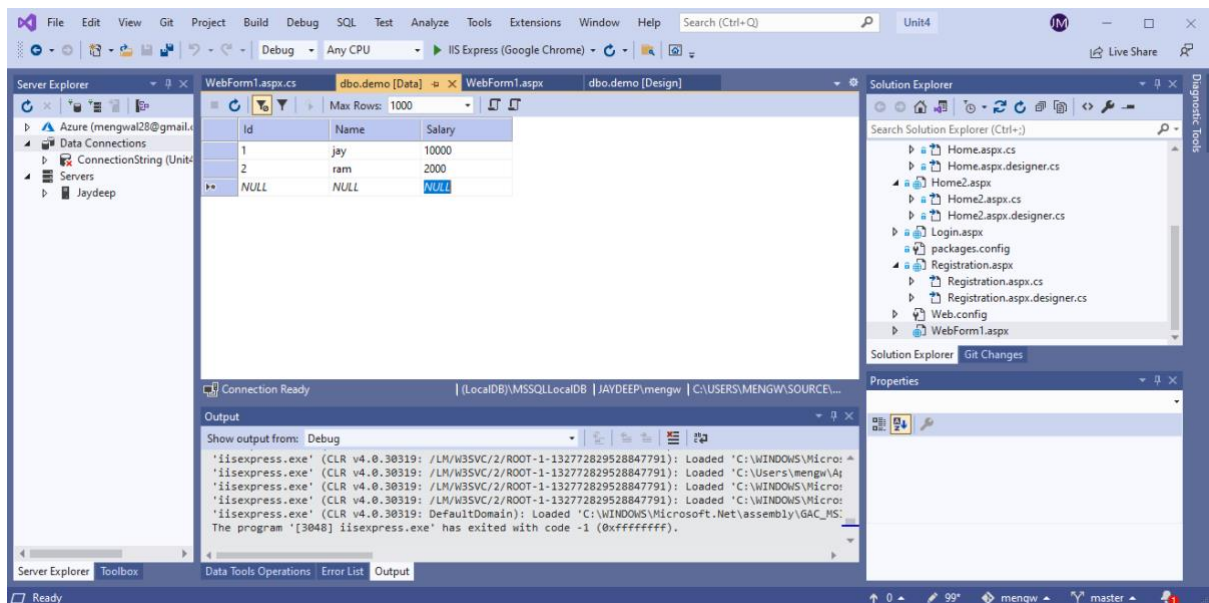 File Edit View Git Project Build Debug SQL Test Analyze Tools Extensions Window Help Search (Ctrl+Q) Unit4 JM
Debug Any CPU IIS Express (Google Chrome) Live Share
Server Explorer
Azure (mengwal28@gmail.c
Data Connections
ConnectionString (Unit4
Servers
Jaydeep
Server Explorer Toolbox
WebForm1.aspx.cs dbo.demo [Data] WebForm1.aspx dbo.demo [Design]
Max Rows: 1000
Id Name Salary
1 jay 10000
2 ram 2000
NULL NULL NULL
Connection Ready | (LocalDB)\MSSQLLocalDB | JAYDEEP\mengw | C:\USERS\MENGW\SOURCE\...
Output
Show output from: Debug
'iisexpress.exe' (CLR v4.0.30319: /LM/W3SVC/2/ROOT-1-132772829528847791): Loaded 'C:\WINDOWS\Micros
'iisexpress.exe' (CLR v4.0.30319: /LM/W3SVC/2/ROOT-1-132772829528847791): Loaded 'C:\Users\mengw\Ap
'iisexpress.exe' (CLR v4.0.30319: /LM/W3SVC/2/ROOT-1-132772829528847791): Loaded 'C:\WINDOWS\Micros
'iisexpress.exe' (CLR v4.0.30319: /LM/W3SVC/2/ROOT-1-132772829528847791): Loaded 'C:\WINDOWS\Micros
'iisexpress.exe' (CLR v4.0.30319: DefaultDomain): Loaded 'C:\WINDOWS\Microsoft.Net\assembly\GAC_MSI
The program '[3048] iisexpress.exe' has exited with code -1 (0xffffffff).
Data Tools Operations Error List Output
Solution Explorer
Search Solution Explorer (Ctrl+;)
Home.aspx.cs
Home.aspx.designer.cs
Home2.aspx
Home2.aspx.cs
Home2.aspx.designer.cs
Login.aspx
packages.config
Registration.aspx
Registration.aspx.cs
Registration.aspx.designer.cs
Web.config
WebForm1.aspx
Solution Explorer Git Changes
Properties
Diagnostic Tools
Ready 0 99+ mengw master 1